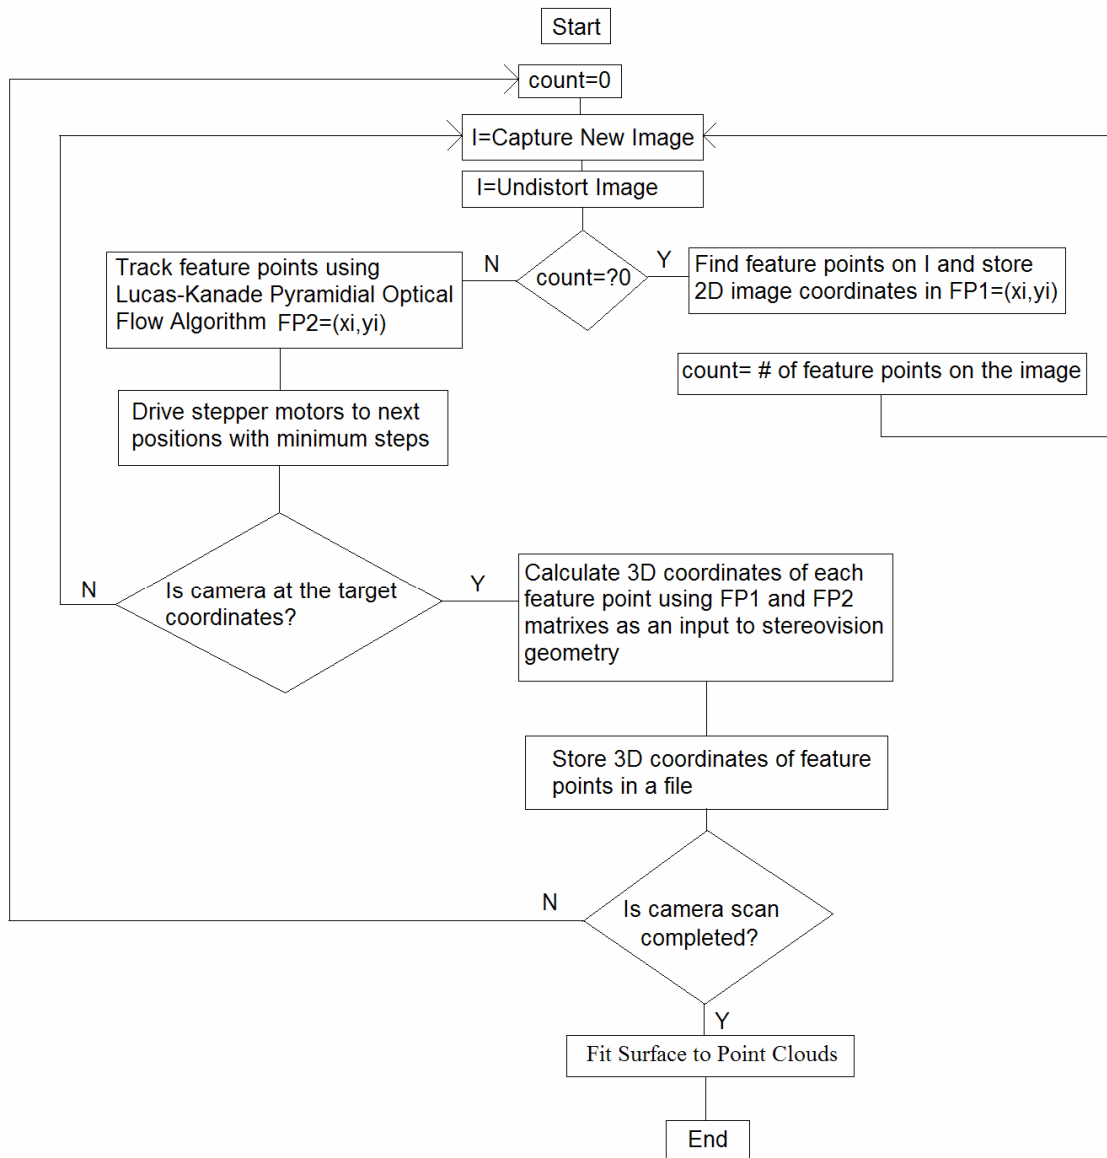 Start
count=0
I=Capture New Image
I=Undistort Image
count=?0
N
Y
Track feature points using
Lucas-Kanade Pyramidial Optical
Flow Algorithm FP2=(xi,yi)
Find feature points on I and store
2D image coordinates in FP1=(xi,yi)
count= # of feature points on the image
Drive stepper motors to next
positions with minimum steps
N
Is camera at the target
coordinates?
Y
Calculate 3D coordinates of each
feature point using FP1 and FP2
matrixes as an input to stereovision
geometry
Store 3D coordinates of feature
points in a file
N
Is camera scan
completed?
Y
Fit Surface to Point Clouds
End